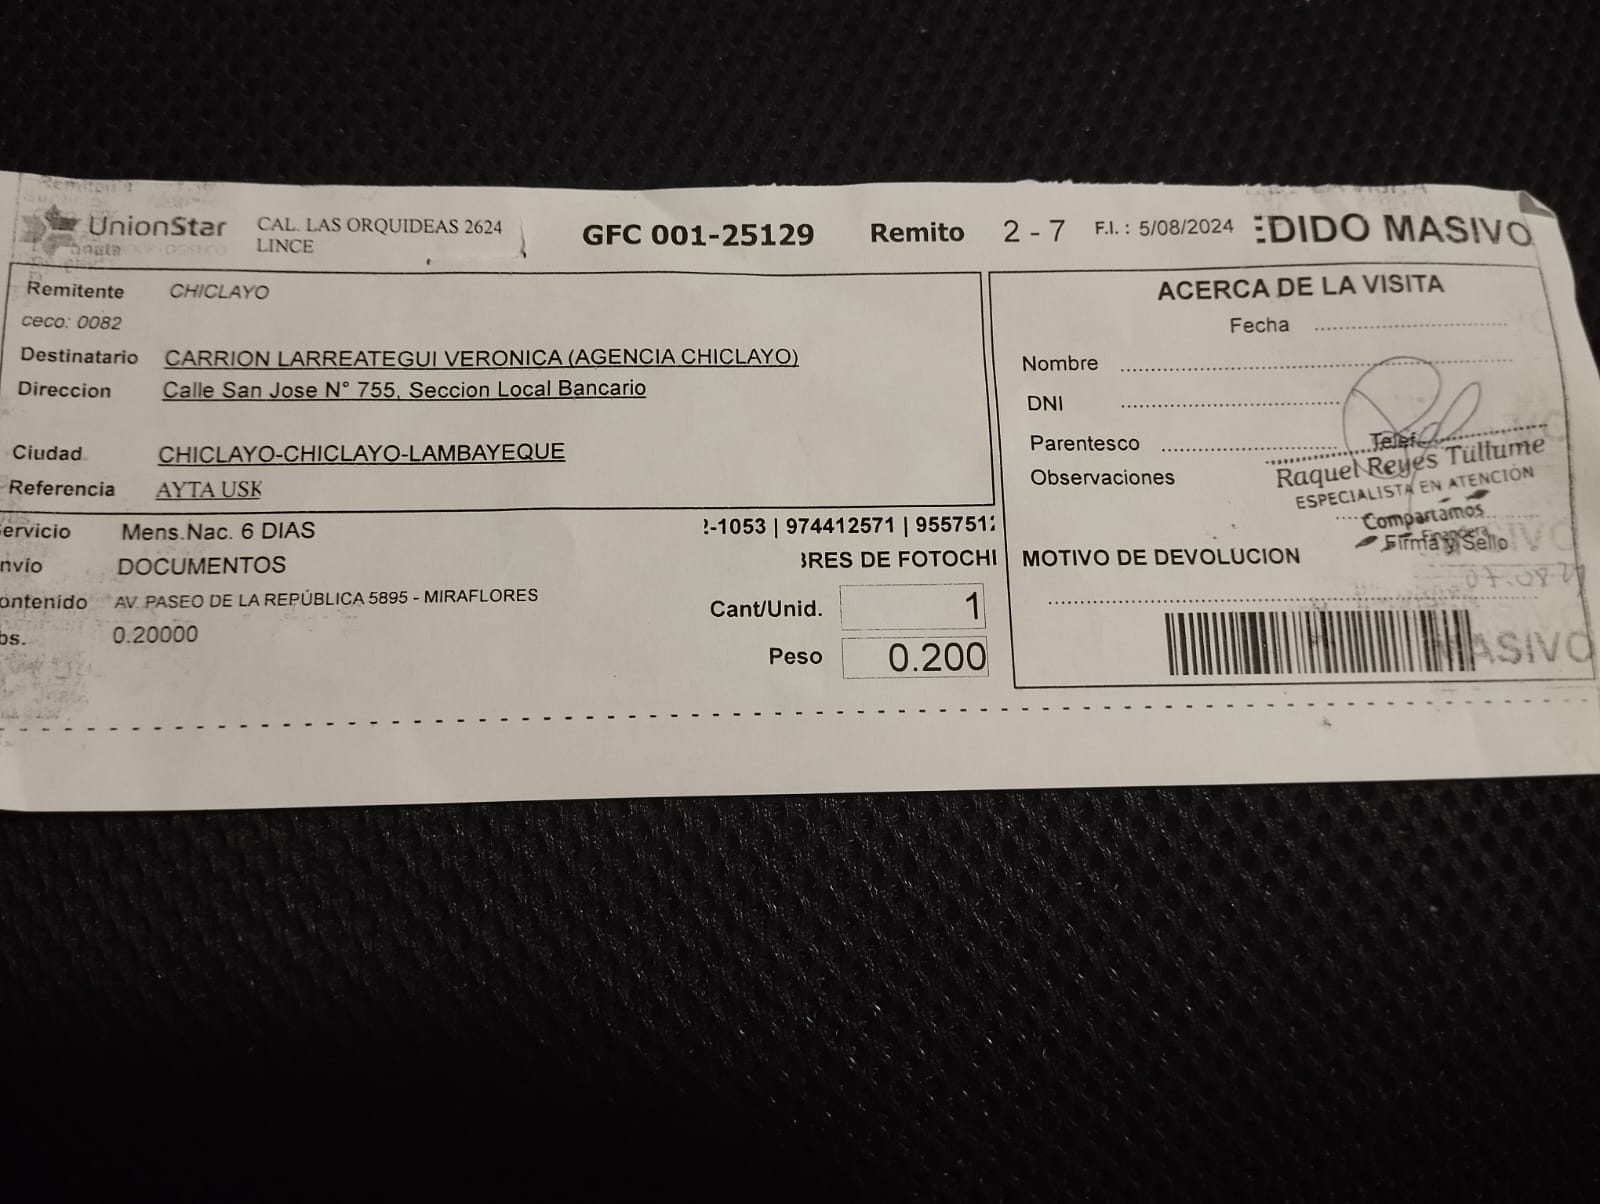 UnionStar CAL. LAS ORQUIDEAS 2624
LINCE
GFC 001-25129 Remito 2 - 7 F.I. : 5/08/2024 EDIDO MASIVO
Remitente CHICLAYO
ceco: 0082
Destinatario CARRION LARREATEGUI VERONICA (AGENCIA CHICLAYO)
Direccion Calle San Jose N° 755, Seccion Local Bancario
Ciudad CHICLAYO-CHICLAYO-LAMBAYEQUE
Referencia AYTA USK
ervicio Mens.Nac. 6 DIAS
-1053 | 974412571 | 955751
nvio DOCUMENTOS
RES DE FOTOCHI
ontenido AV. PASEO DE LA REPÚBLICA 5895 - MIRAFLORES
bs. 0.20000
Cant/Unid. 1
Peso 0.200
ACERCA DE LA VISITA
Fecha
Nombre
DNI
Parentesco Telef.
Observaciones
Raquel Reyes Tullume
ESPECIALISTA EN ATENCIÓN
Compartamos
Financiera
Firma y Sello
MOTIVO DE DEVOLUCION
MASIVO